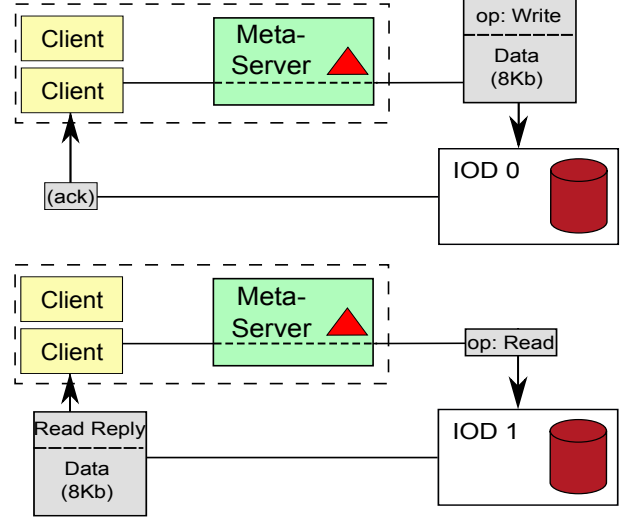 Client
Client
Meta-
Server
op: Write
Data
(8Kb)
IOD 0
(ack)
Client
Client
Meta-
Server
op: Read
Read Reply
Data
(8Kb)
IOD 1